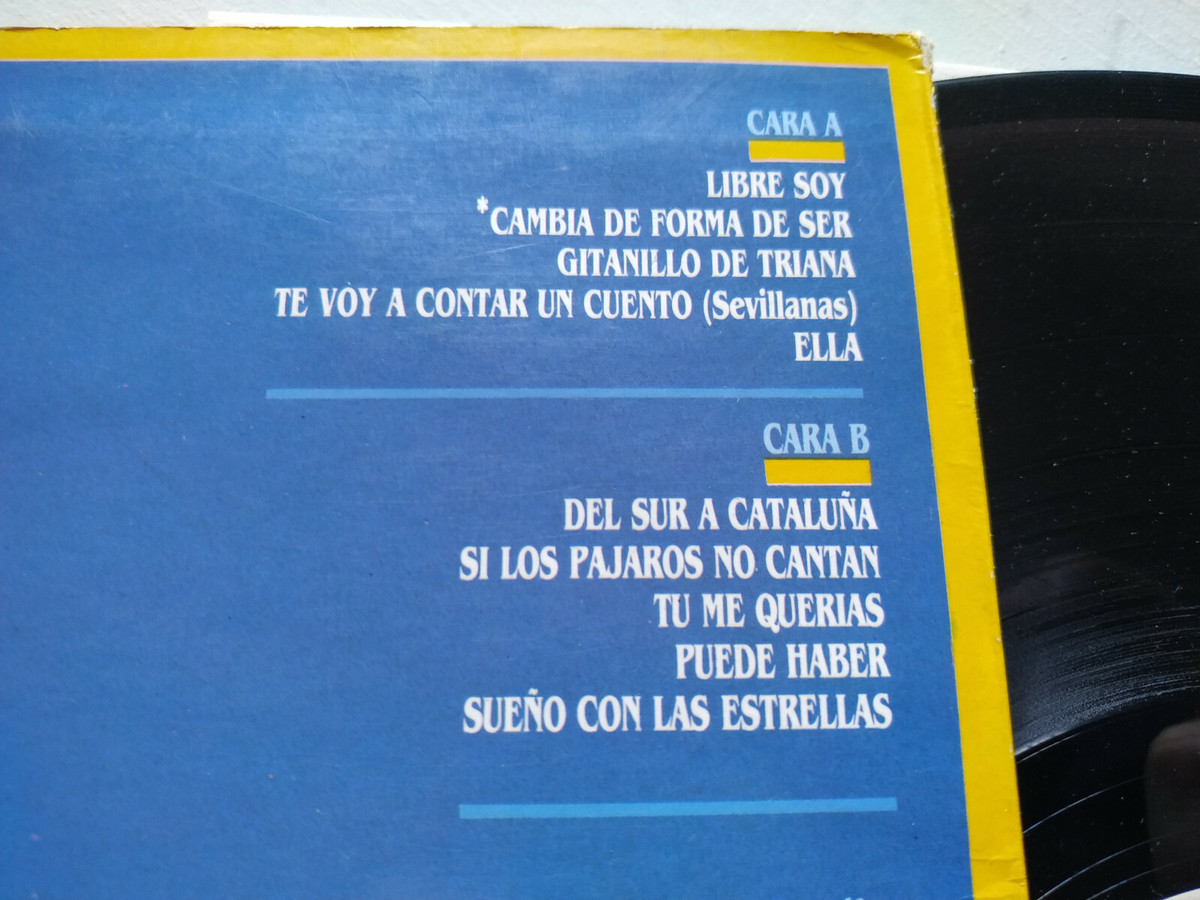 CARA A
LIBRE SOY
*CAMBIA DE FORMA DE SER
GITANILLO DE TRIANA
TE VOY A CONTAR UN CUENTO (Sevillanas)
ELLA
CARA B
DEL SUR A CATALUÑA
SI LOS PAJAROS NO CANTAN
TU ME QUERIAS
PUEDE HABER
SUEÑO CON LAS ESTRELLAS